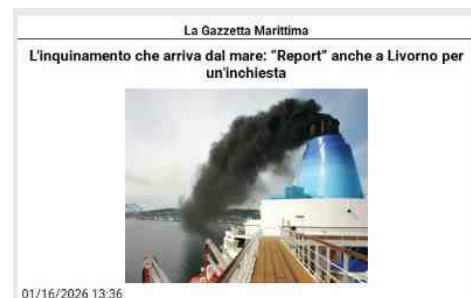 La Gazzetta Marittima
L'inquinamento che arriva dal mare: "Report" anche a Livorno per
un'inchiesta
01/16/2026 13:36